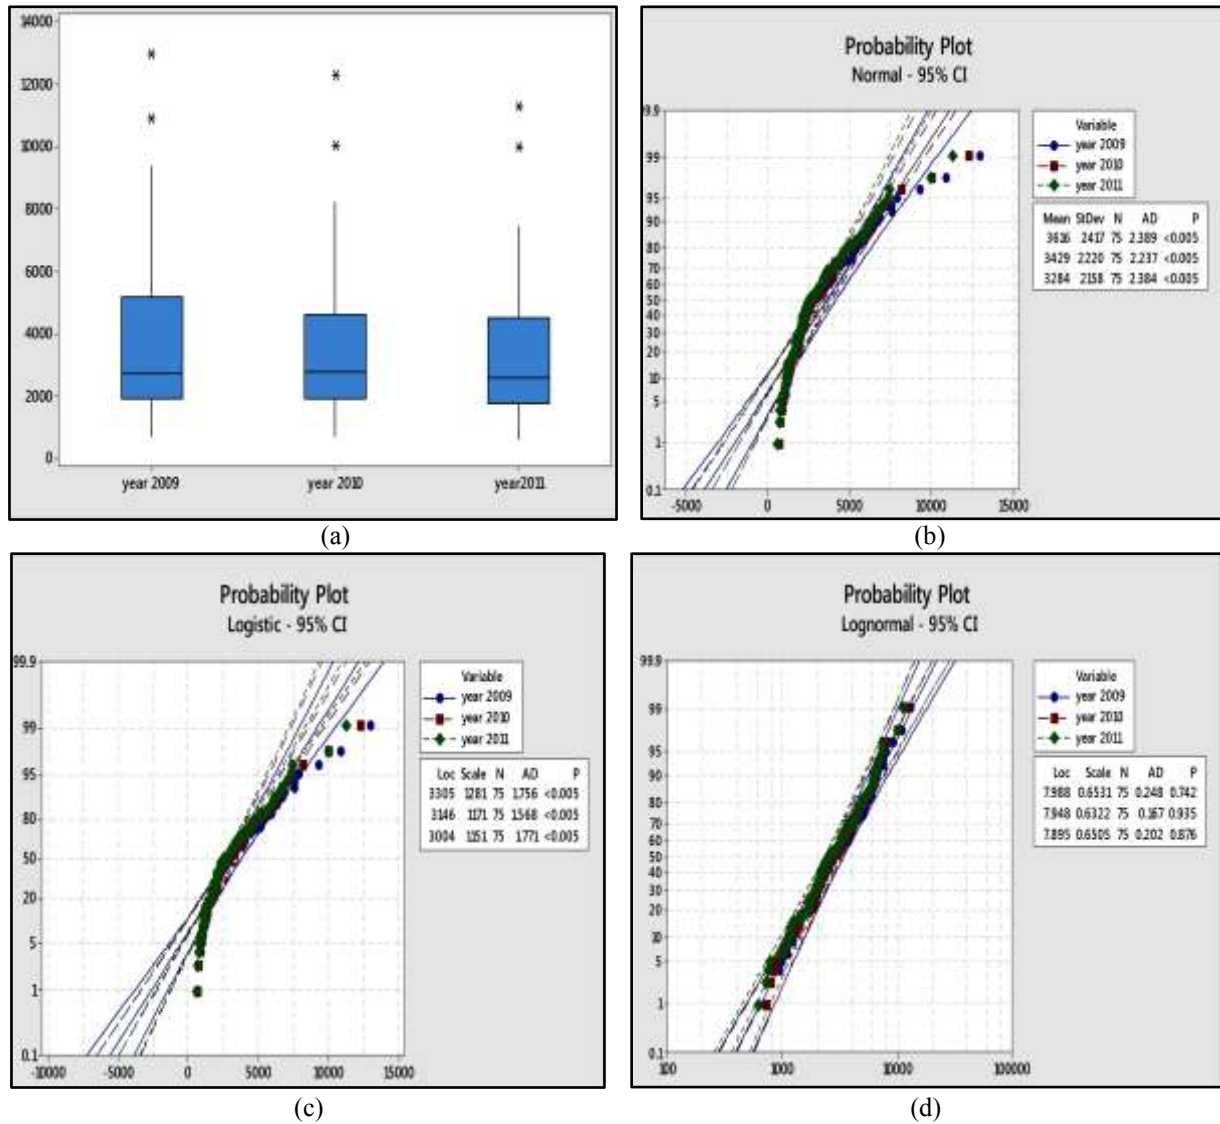 14000
12000
10000
8000
6000
4000
2000
0
year 2009
year 2010
year2011
(a)
Probability Plot
Normal - 95% CI
99.9
99
95
90
80
70
60
50
40
30
20
10
5
1
0.1
-5000
0
5000
10000
15000
Variable
year 2009
year 2010
year 2011
Mean StDev N AD P
3616 2417 75 2.389 <0.005
3429 2220 75 2.237 <0.005
3284 2158 75 2.384 <0.005
(b)
Probability Plot
Logistic - 95% CI
99.9
99
95
80
50
20
5
1
0.1
-10000
-5000
0
5000
10000
15000
Variable
year 2009
year 2010
year 2011
Loc Scale N AD P
3305 1281 75 1.756 <0.005
3146 1171 75 1.568 <0.005
3004 1151 75 1.771 <0.005
(c)
Probability Plot
Lognormal - 95% CI
99.9
99
95
90
80
70
60
50
40
30
20
10
5
1
0.1
100
1000
10000
100000
Variable
year 2009
year 2010
year 2011
Loc Scale N AD P
7.988 0.6531 75 0.248 0.742
7.948 0.6322 75 0.167 0.935
7.895 0.6505 75 0.202 0.876
(d)